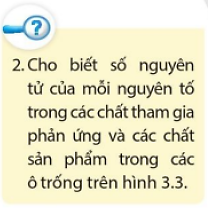 ?
2. Cho biết số nguyên
tử của mỗi nguyên tố
trong các chất tham gia
phản ứng và các chất
sản phẩm trong các
ô trống trên hình 3.3.